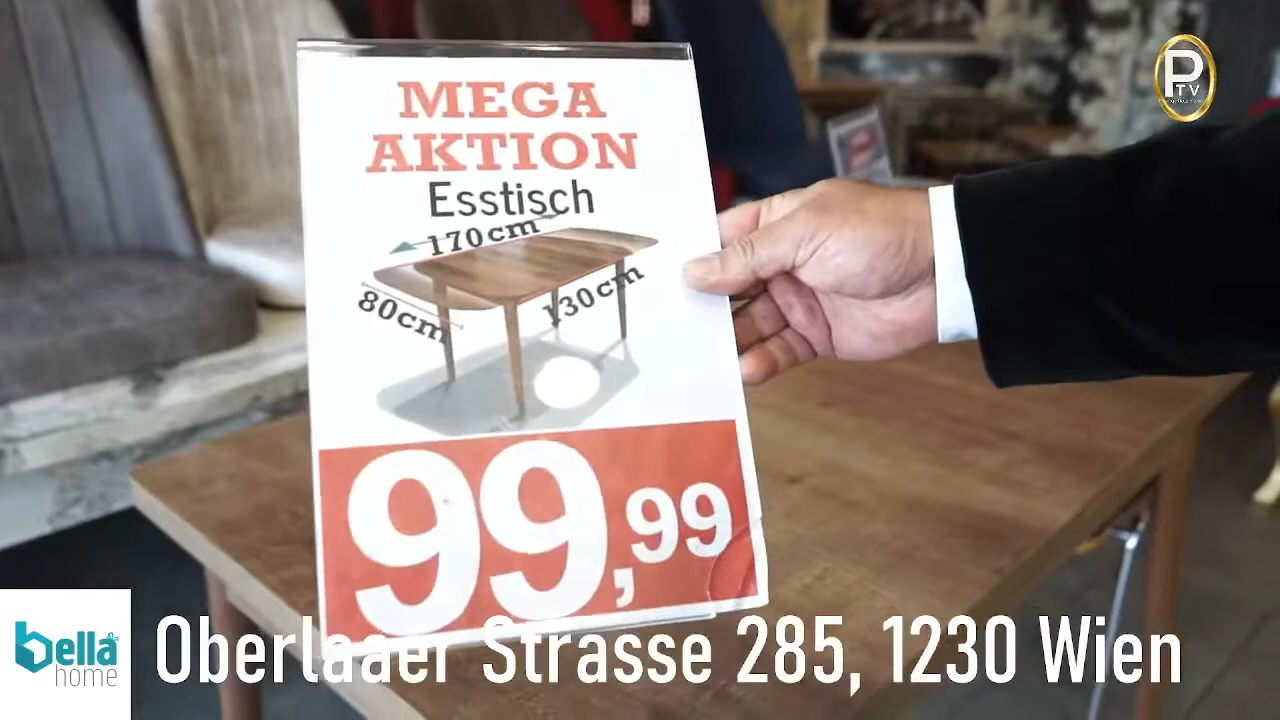 MEGA
AKTION
Esstisch
170cm
80cm
130cm
99,99
P
TV
bella
home
Oberlaaer Strasse 285, 1230 Wien